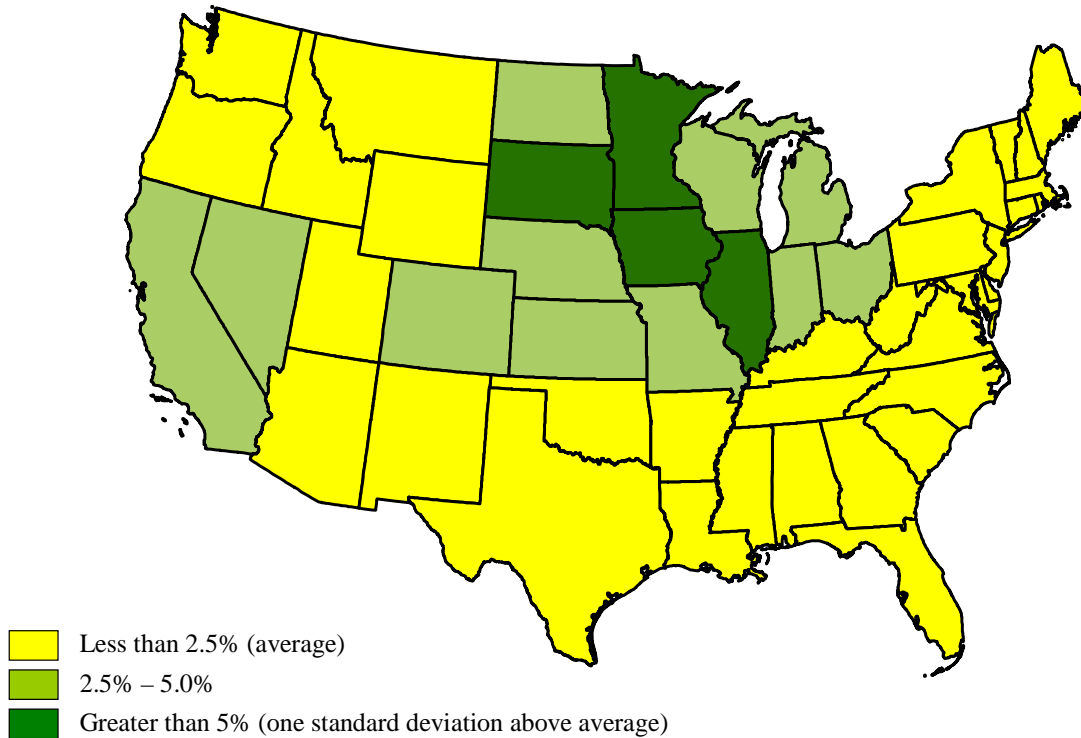 Less than 2.5% (average)
2.5% – 5.0%
Greater than 5% (one standard deviation above average)